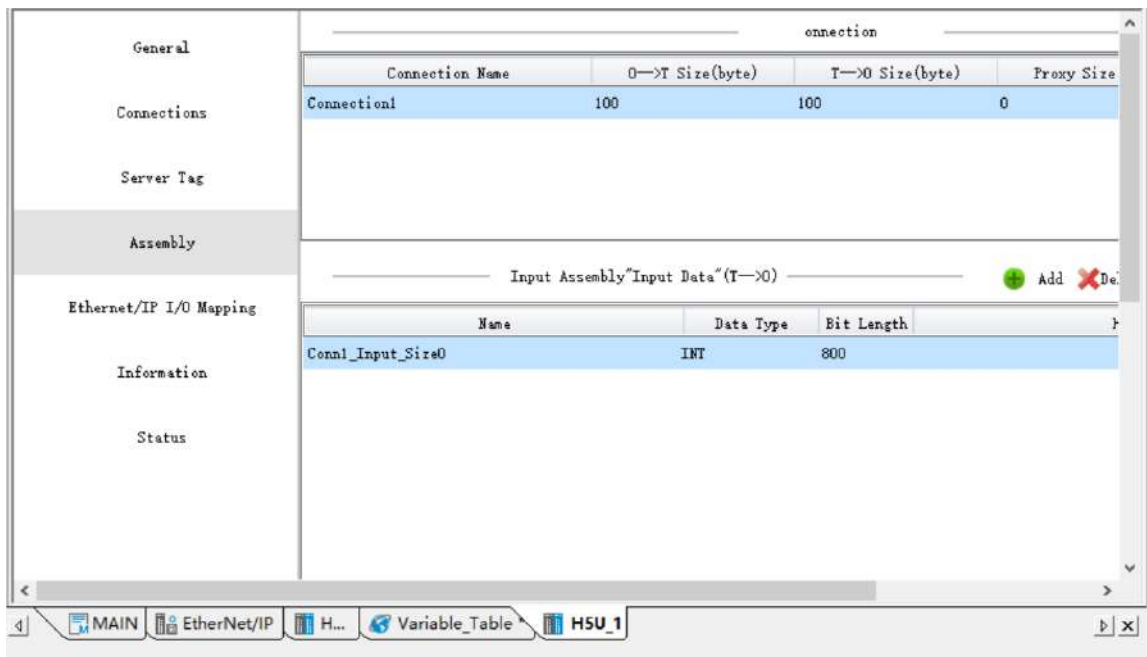 General
Connections
Server Tag
Assembly
Ethernet/IP I/O Mapping
Information
Status
onnection
Connection Name O—>T Size(byte) T—>O Size(byte) Proxy Size
Connection1 100 100 0
Input Assembly"Input Data"(T—>O) Add Del
Name Data Type Bit Length
Conn1_Input_Size0 INT 800
MAIN EtherNet/IP H... Variable_Table * H5U_1